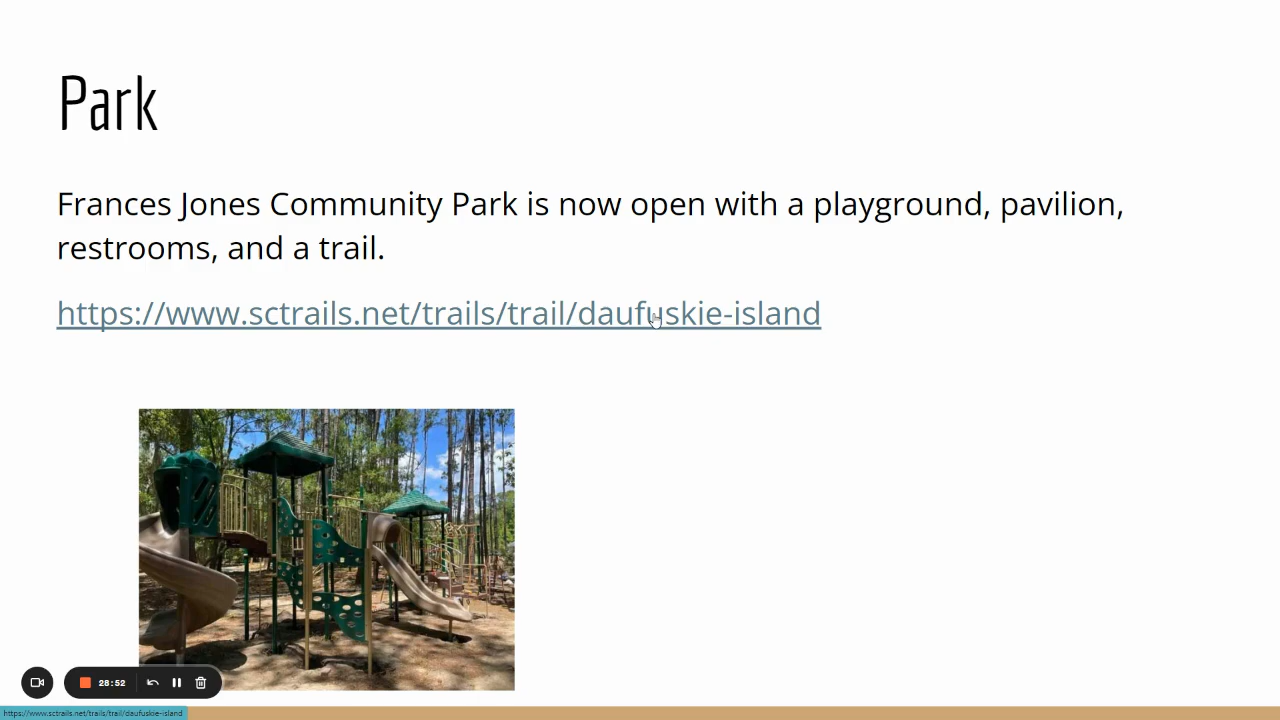 Park
Frances Jones Community Park is now open with a playground, pavilion,
restrooms, and a trail.
https://www.sctrails.net/trails/trail/daufuskie-island
28:52
https://www.sctrails.net/trails/trail/daufuskie-island